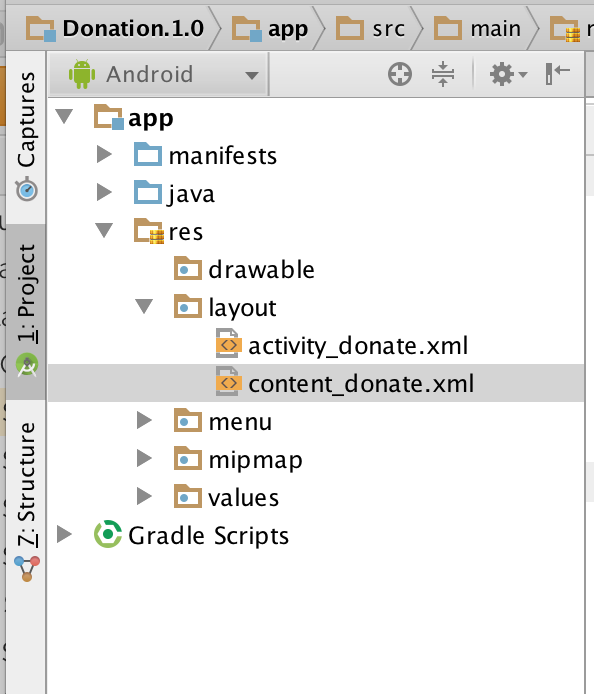 Donation.1.0 app src main
Android
Captures
1: Project
7: Structure
app
manifests
java
res
drawable
layout
activity_donate.xml
content_donate.xml
menu
mipmap
values
Gradle Scripts